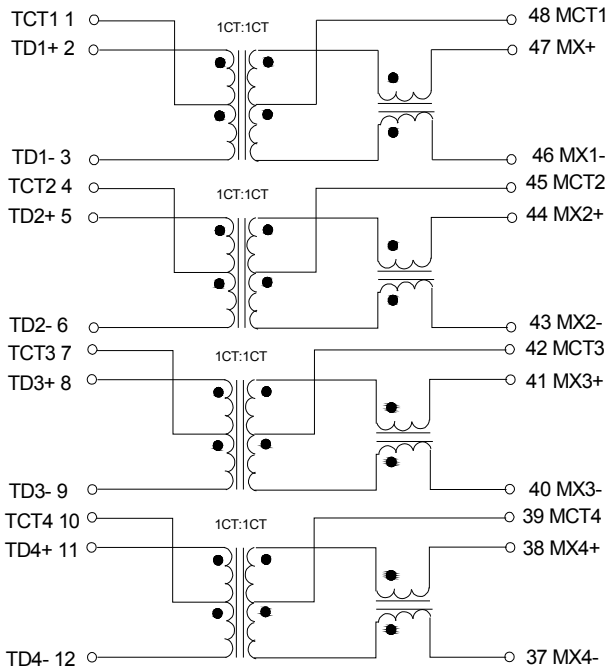 TCT1 1
1CT:1CT
48 MCT1
TD1+ 2
47 MX+
TD1- 3
46 MX1-
TCT2 4
1CT:1CT
45 MCT2
TD2+ 5
44 MX2+
TD2- 6
43 MX2-
TCT3 7
1CT:1CT
42 MCT3
TD3+ 8
41 MX3+
TD3- 9
40 MX3-
TCT4 10
1CT:1CT
39 MCT4
TD4+ 11
38 MX4+
TD4- 12
37 MX4-